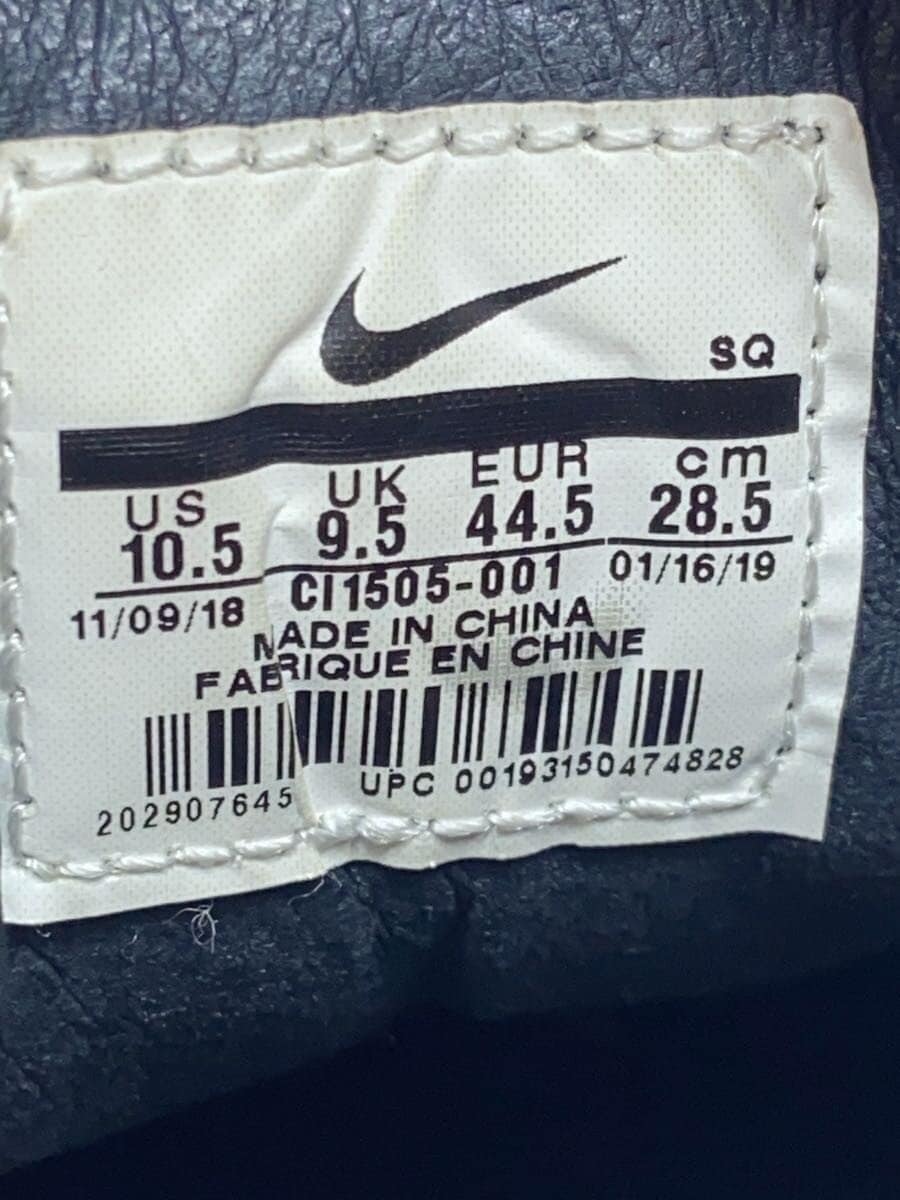 SQ
US UK EUR cm
10.5 9.5 44.5 28.5
11/09/18 CI1505-001 01/16/19
MADE IN CHINA
FABRIQUE EN CHINE
202907645 UPC 00193150474828